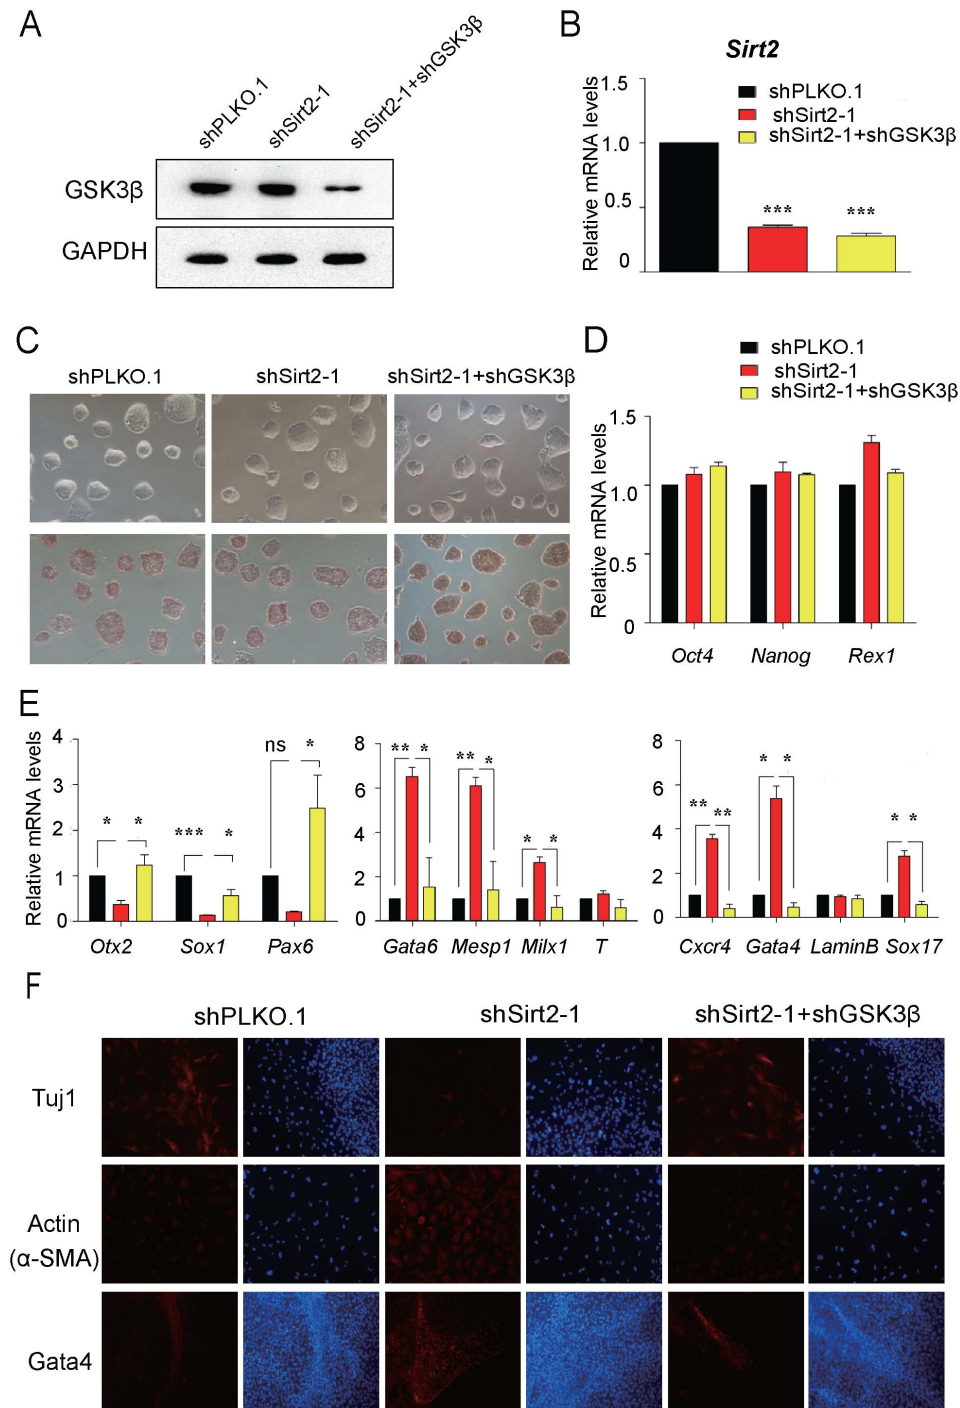 A
shPLKO.1
shSirt2-1
shSirt2-1+shGSK3β
GSK3β
GAPDH
B
Sirt2
shPLKO.1
shSirt2-1
shSirt2-1+shGSK3β
Relative mRNA levels
1.5
1.0
0.5
0
***
***
C
shPLKO.1 shSirt2-1 shSirt2-1+shGSK3β
D
shPLKO.1
shSirt2-1
shSirt2-1+shGSK3β
Relative mRNA levels
1.5
1.0
0.5
0
Oct4 Nanog Rex1
E
Relative mRNA levels
4
3
2
1
0
* * *** * ns *
Otx2 Sox1 Pax6
8
6
4
2
0
** * ** * * *
Gata6 Mesp1 Milx1 T
8
6
4
2
0
** ** * * * *
Cxcr4 Gata4 LaminB Sox17
F
shPLKO.1 shSirt2-1 shSirt2-1+shGSK3β
Tuj1
Actin
(α-SMA)
Gata4